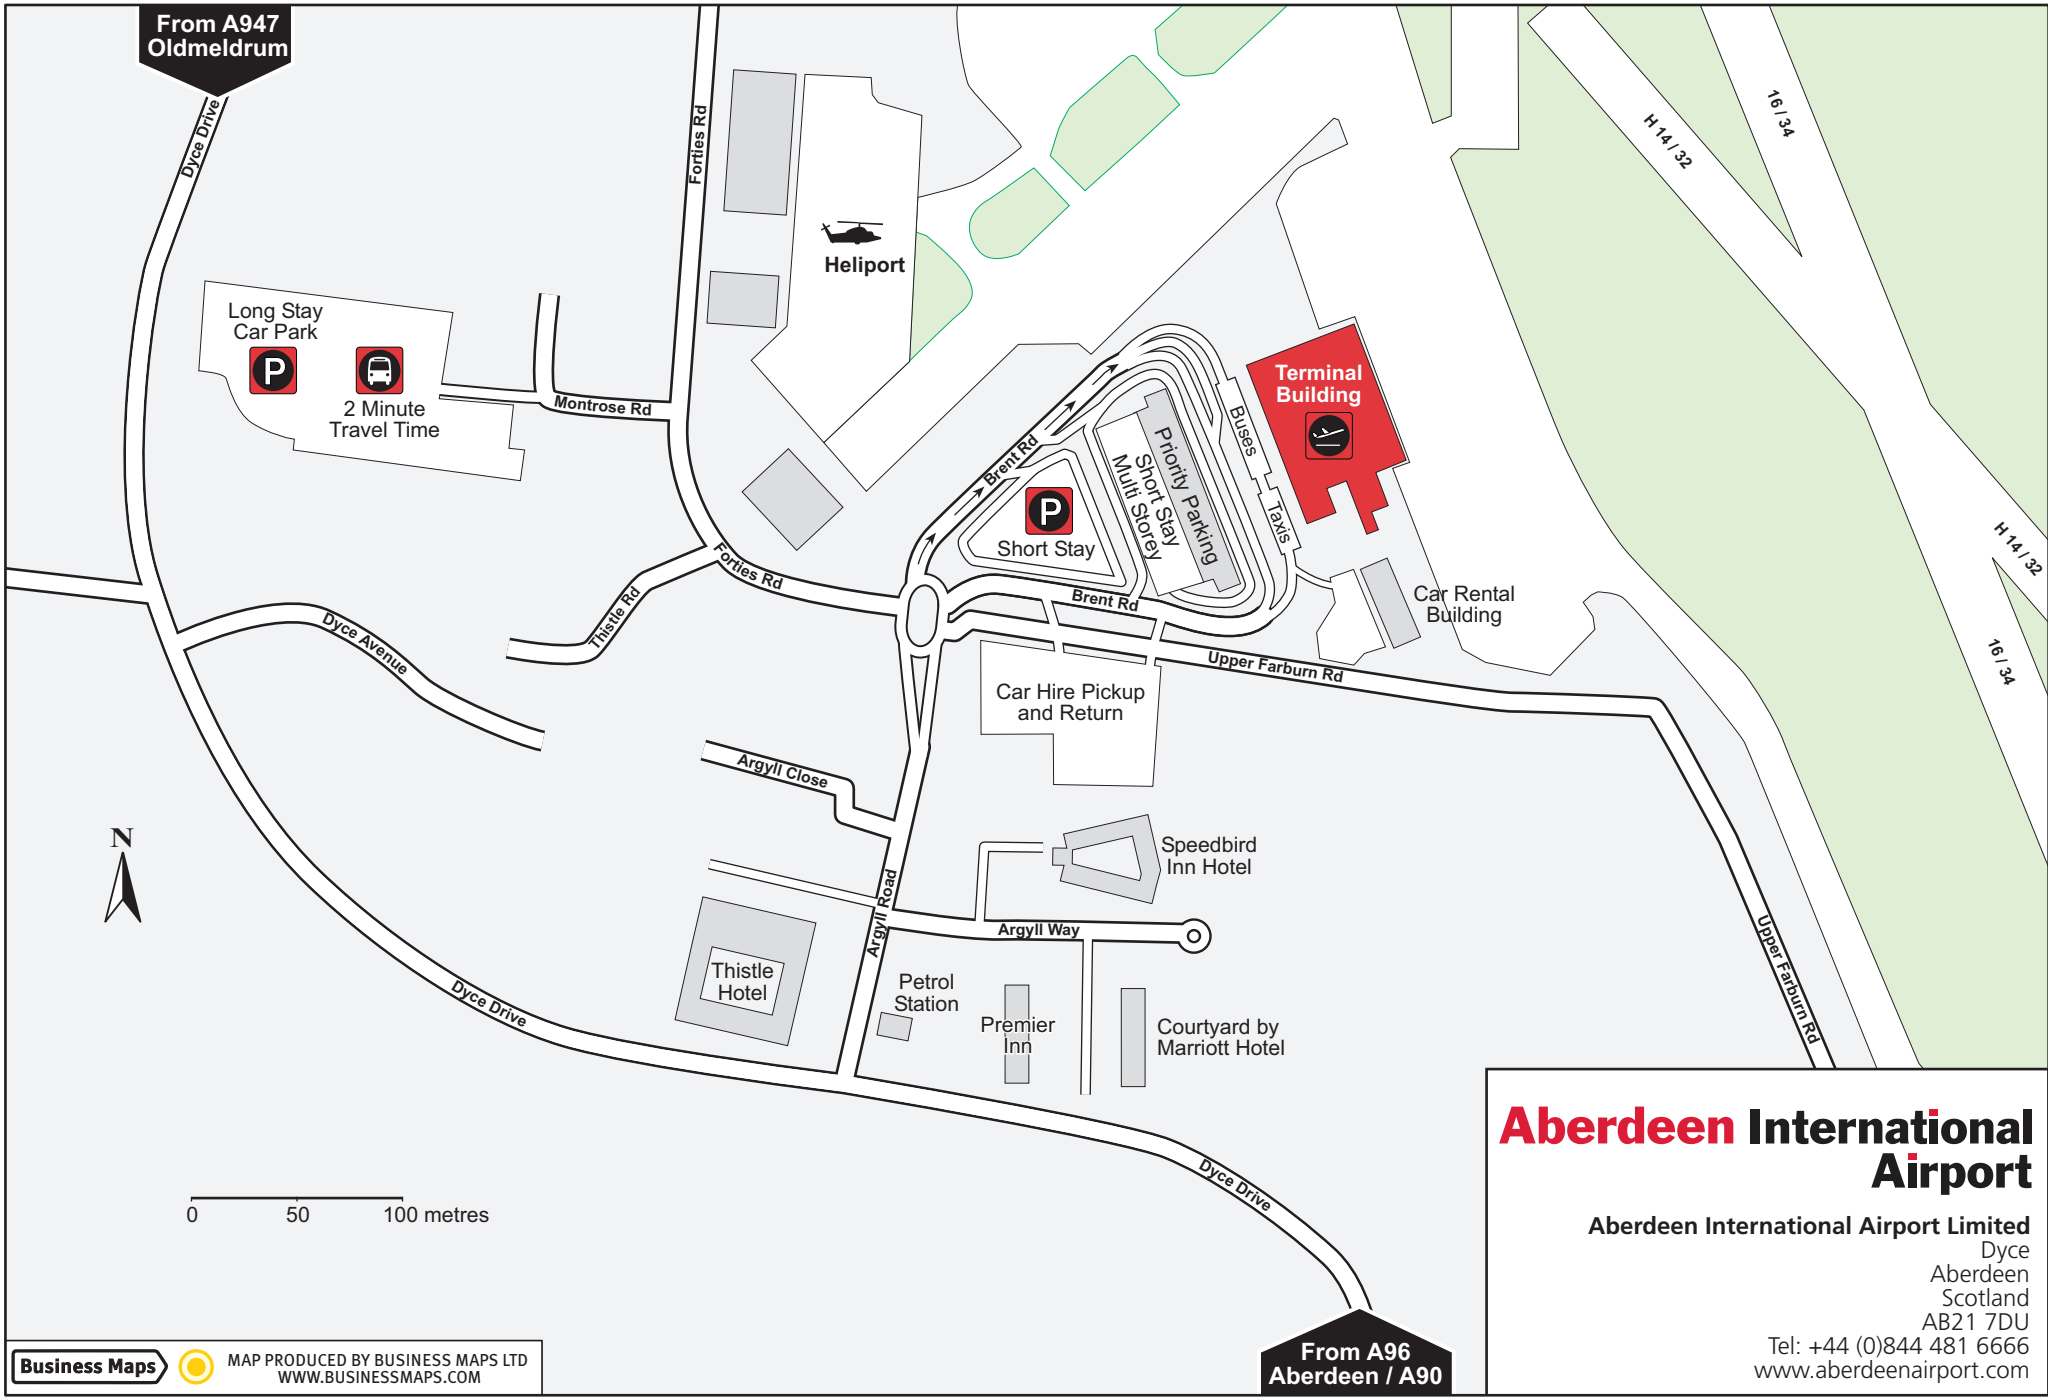 From A947
Oldmeldrum
Dyce Drive
Forties Rd
16 / 34
H 14 / 32
Heliport
Long Stay
Car Park
P
2 Minute
Travel Time
Montrose Rd
Terminal
Building
Buses
Taxis
Brent Rd
Priority Parking
Short Stay
Multi Storey
P
Short Stay
H 14 / 32
16 / 34
Forties Rd
Thistle Rd
Dyce Avenue
Brent Rd
Car Rental
Building
Upper Farburn Rd
Car Hire Pickup
and Return
Argyll Close
N
Speedbird
Inn Hotel
Argyll Road
Argyll Way
Upper Farburn Rd
Thistle
Hotel
Petrol
Station
Premier
Inn
Courtyard by
Marriott Hotel
Dyce Drive
Dyce Drive
0 50 100 metres
From A96
Aberdeen / A90
Business Maps
MAP PRODUCED BY BUSINESS MAPS LTD
WWW.BUSINESSMAPS.COM
Aberdeen International
Airport
Aberdeen International Airport Limited
Dyce
Aberdeen
Scotland
AB21 7DU
Tel: +44 (0)844 481 6666
www.aberdeenairport.com